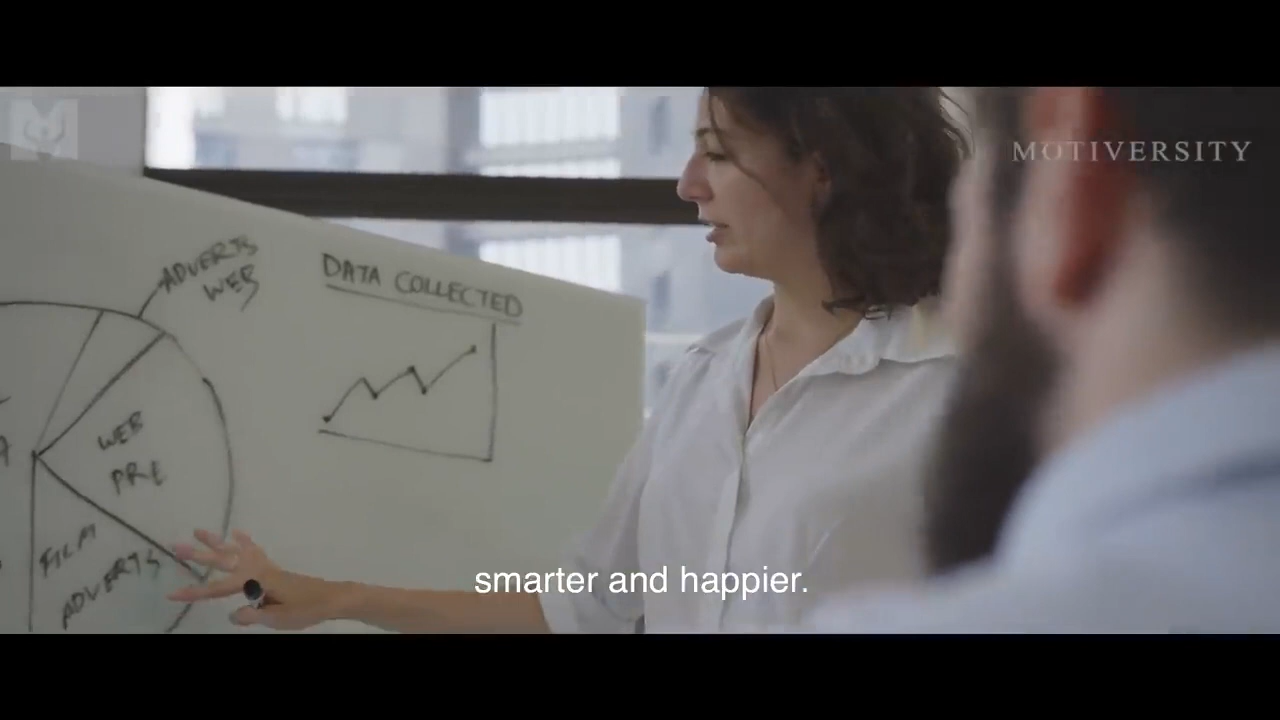 MOTIVERSITY
ADVERTS
WEB
DATA COLLECTED
WEB
PRE
FILM
ADVERTS
smarter and happier.